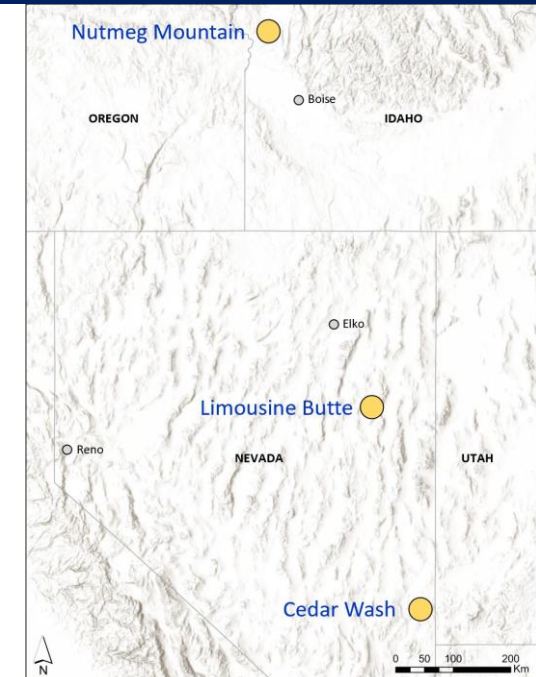 Nutmeg Mountain
Boise
OREGON
IDAHO
Elko
Limousine Butte
Reno
NEVADA
UTAH
Cedar Wash
0 50 100 200
Km
N